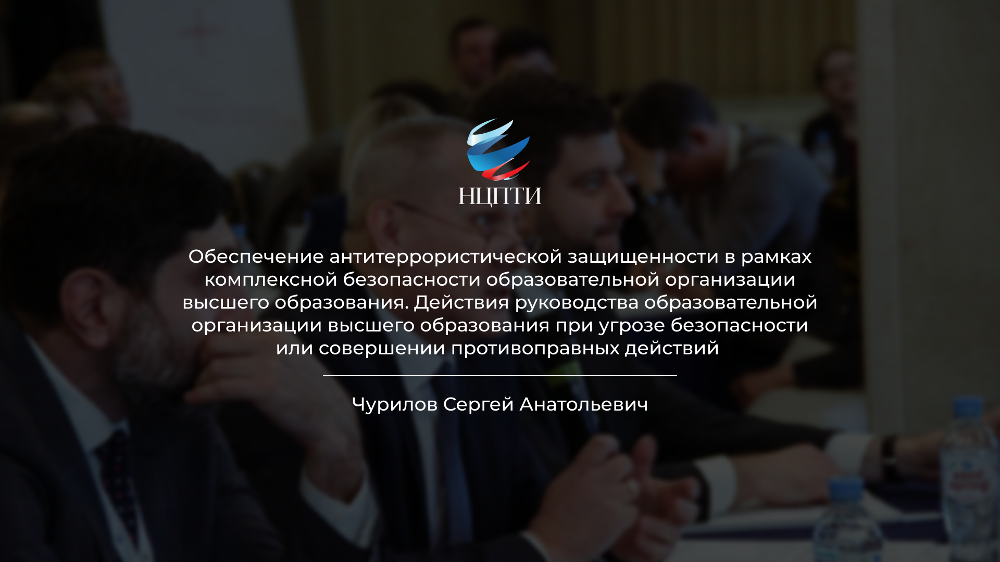 НЦПТИ
Обеспечение антитеррористической защищенности в рамках
комплексной безопасности образовательной организации
высшего образования. Действия руководства образовательной
организации высшего образования при угрозе безопасности
или совершении противоправных действий
Чурилов Сергей Анатольевич